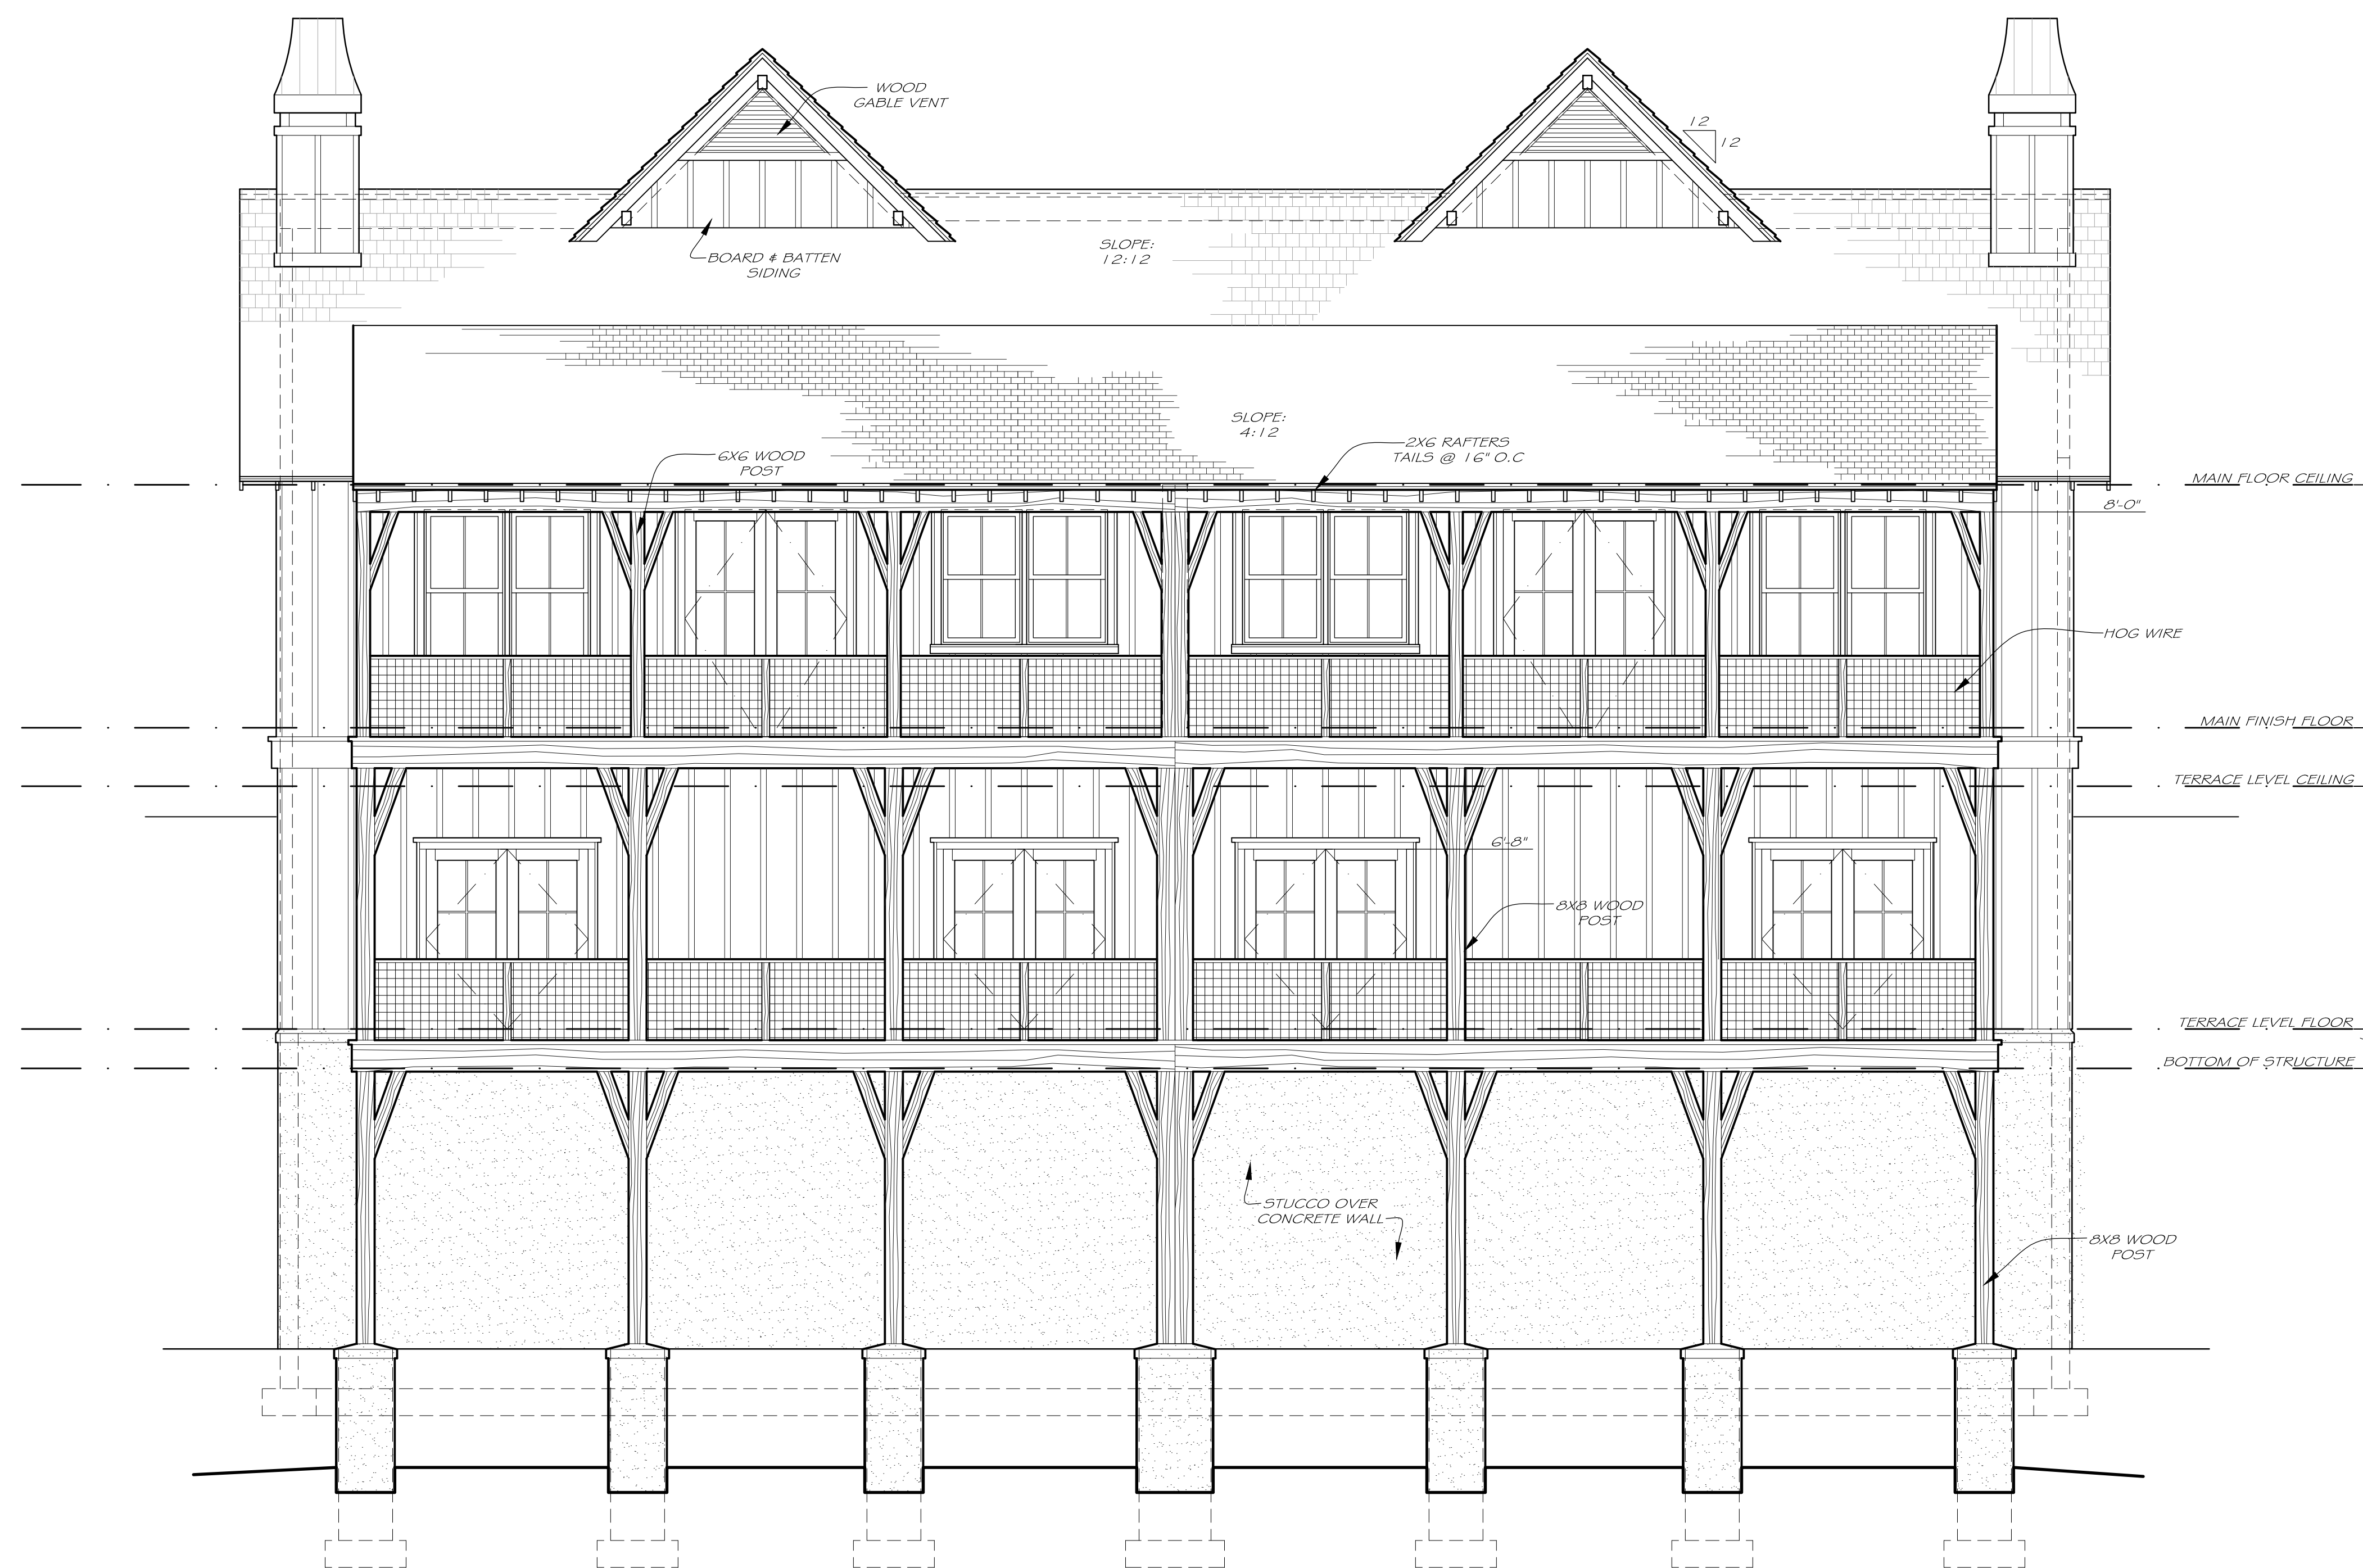 WOOD
GABLE VENT
12
12
BOARD & BATTEN
SIDING
SLOPE:
12:12
SLOPE:
4:12
6X6 WOOD
POST
2X6 RAFTERS
TAILS @ 16" O.C
MAIN FLOOR CEILING
8'-0"
HOG WIRE
MAIN FINISH FLOOR
TERRACE LEVEL CEILING
6'-8"
8X8 WOOD
POST
TERRACE LEVEL FLOOR
BOTTOM OF STRUCTURE
STUCCO OVER
CONCRETE WALL
8X8 WOOD
POST